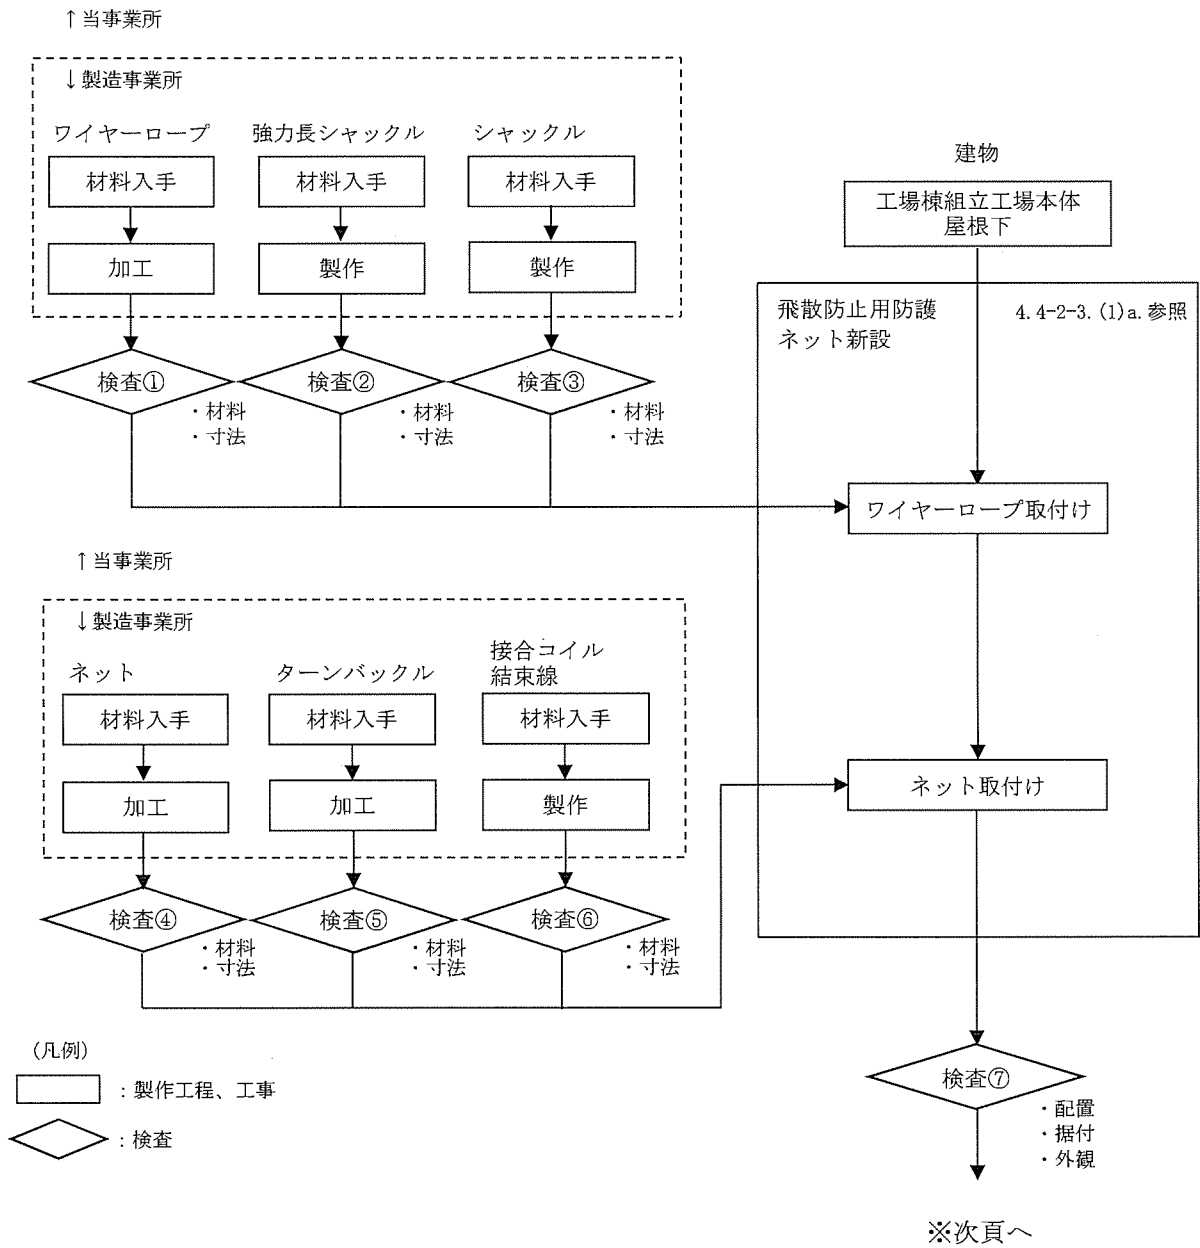 ↑当事業所
↓製造事業所
ワイヤーロープ
強力長シャックル
シャックル
材料入手
材料入手
材料入手
加工
製作
製作
検査①
・材料
・寸法
検査②
・材料
・寸法
検査③
・材料
・寸法
建物
工場棟組立工場本体
屋根下
飛散防止用防護
ネット新設
4.4-2-3.(1)a.参照
ワイヤーロープ取付け
↑当事業所
↓製造事業所
ネット
ターンバックル
接合コイル
結束線
材料入手
材料入手
材料入手
加工
加工
製作
検査④
・材料
・寸法
検査⑤
・材料
・寸法
検査⑥
・材料
・寸法
ネット取付け
検査⑦
・配置
・据付
・外観
※次頁へ
(凡例)
：製作工程、工事
：検査